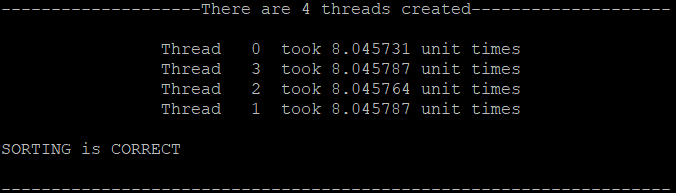 --------------------There are 4 threads created--------------------
Thread   0  took 8.045731 unit times
Thread   3  took 8.045787 unit times
Thread   2  took 8.045764 unit times
Thread   1  took 8.045787 unit times
SORTING is CORRECT
-------------------------------------------------------------------